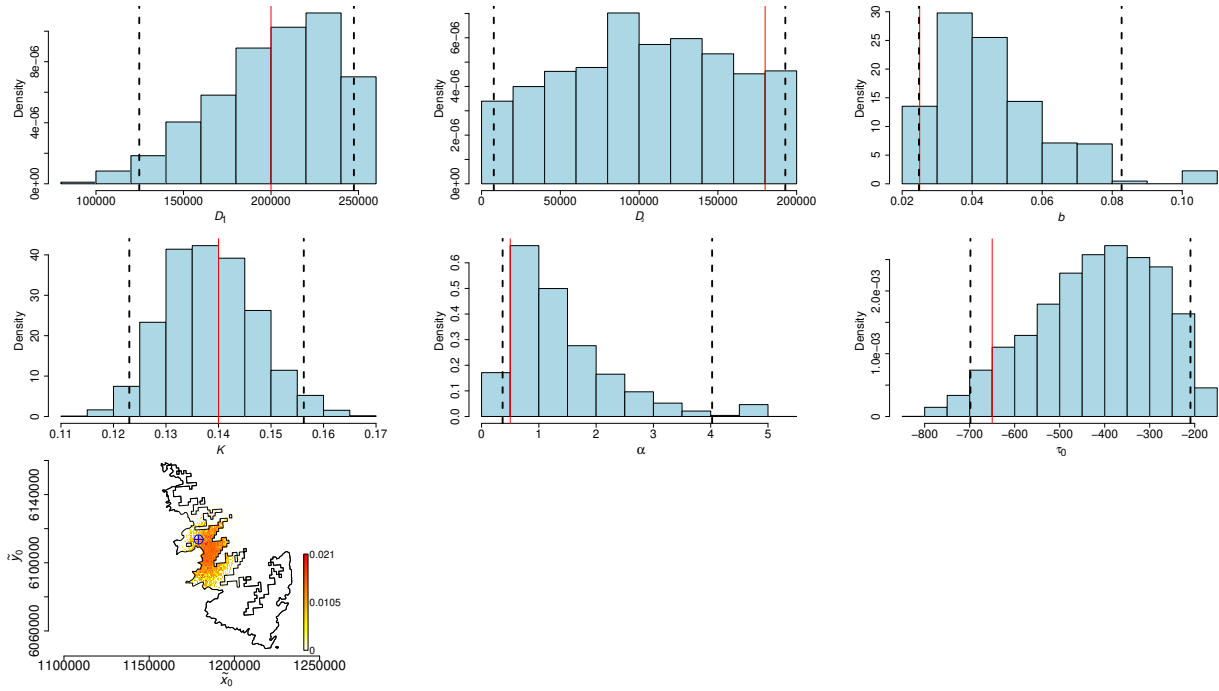 Density
0e+00 4e-06 8e-06
100000 150000 200000 250000
D₁
Density
0e+00 2e-06 4e-06 6e-06
0 50000 100000 150000 200000
Density
0 5 10 15 20 25 30
0.02 0.04 0.06 0.08 0.10
b
Density
0 10 20 30 40
0.11 0.12 0.13 0.14 0.15 0.16 0.17
K
Density
0.0 0.1 0.2 0.3 0.4 0.5 0.6
0 1 2 3 4 5
α
Density
0e+00 1.0e-03 2.0e-03
−800 −700 −600 −500 −400 −300 −200
τ₀
ỹ₀
6060000 6100000 6140000
0.021
0.0105
0
1100000 1150000 1200000 1250000
x̃₀